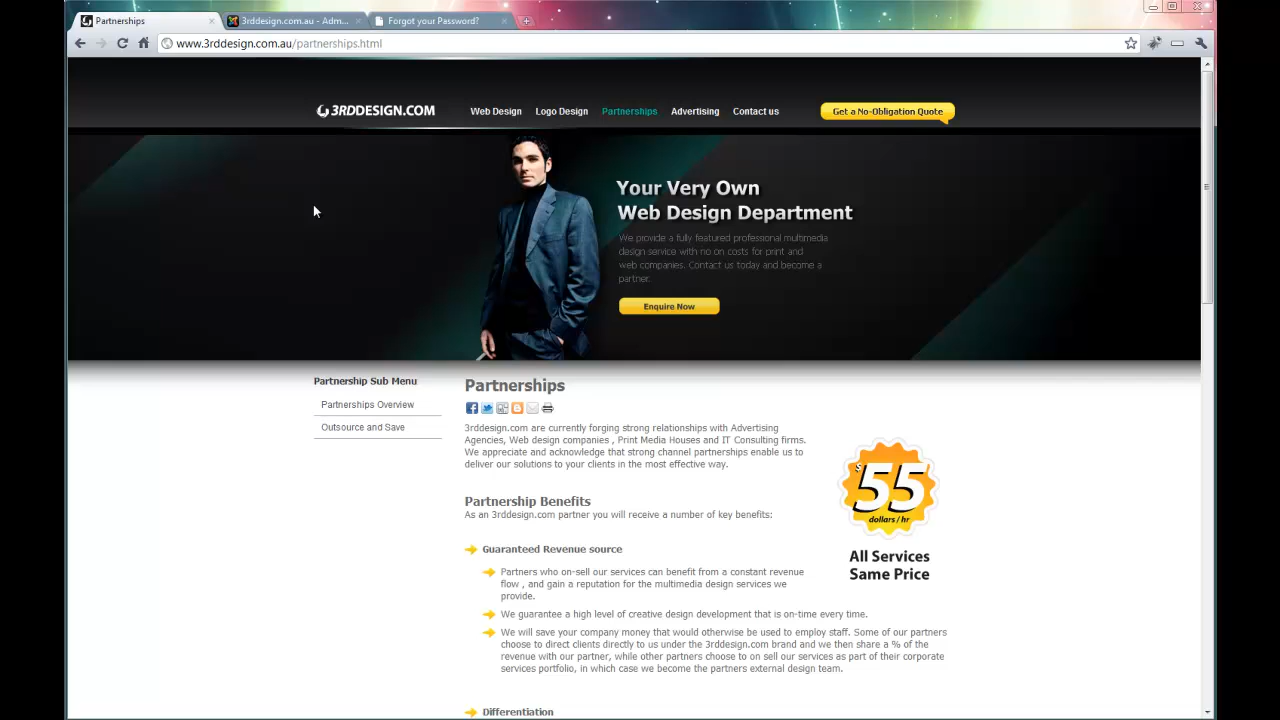 Partnerships
3rddesign.com.au - Adm...
Forgot your Password?
www.3rddesign.com.au/partnerships.html
3RDDESIGN.COM
Web Design
Logo Design
Partnerships
Advertising
Contact us
Get a No-Obligation Quote
Your Very Own
Web Design Department
We provide a fully featured professional multimedia
design service with no on costs for print and
web companies. Contact us today and become a
partner.
Enquire Now
Partnership Sub Menu
Partnerships Overview
Outsource and Save
Partnerships
3rddesign.com are currently forging strong relationships with Advertising
Agencies, Web design companies , Print Media Houses and IT Consulting firms.
We appreciate and acknowledge that strong channel partnerships enable us to
deliver our solutions to your clients in the most effective way.
$55
dollars/hr
All Services
Same Price
Partnership Benefits
As an 3rddesign.com partner you will receive a number of key benefits:
Guaranteed Revenue source
Partners who on-sell our services can benefit from a constant revenue
flow , and gain a reputation for the multimedia design services we
provide.
We guarantee a high level of creative design development that is on-time every time.
We will save your company money that would otherwise be used to employ staff. Some of our partners
choose to direct clients directly to us under the 3rddesign.com brand and we then share a % of the
revenue with our partner, while other partners choose to on sell our services as part of their corporate
services portfolio, in which case we become the partners external design team.
Differentiation